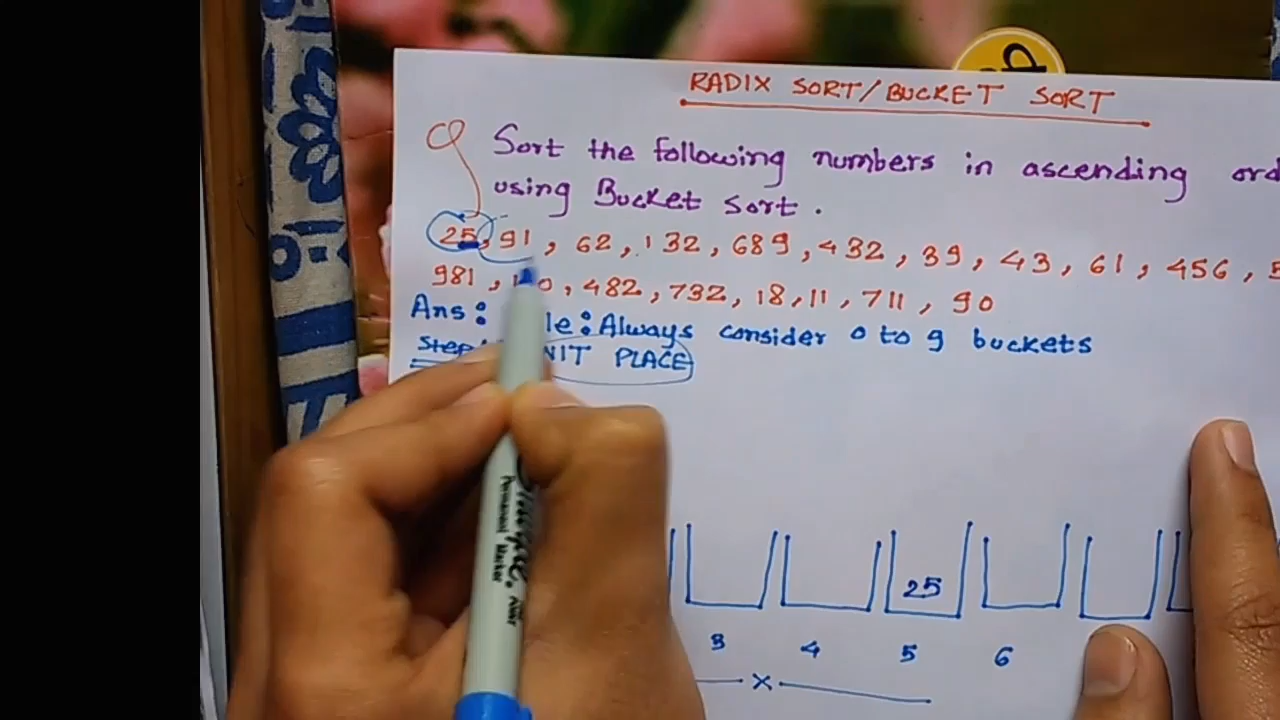 RADIX SORT/BUCKET SORT
Q Sort the following numbers in ascending
using Bucket sort.
25, 91, 62, 132, 689, 432, 39, 43, 61, 456,
981, 482, 732, 18, 11, 711, 90
Ans: Always consider 0 to 9 buckets
Step PLACE
25
3 4 5 6
x